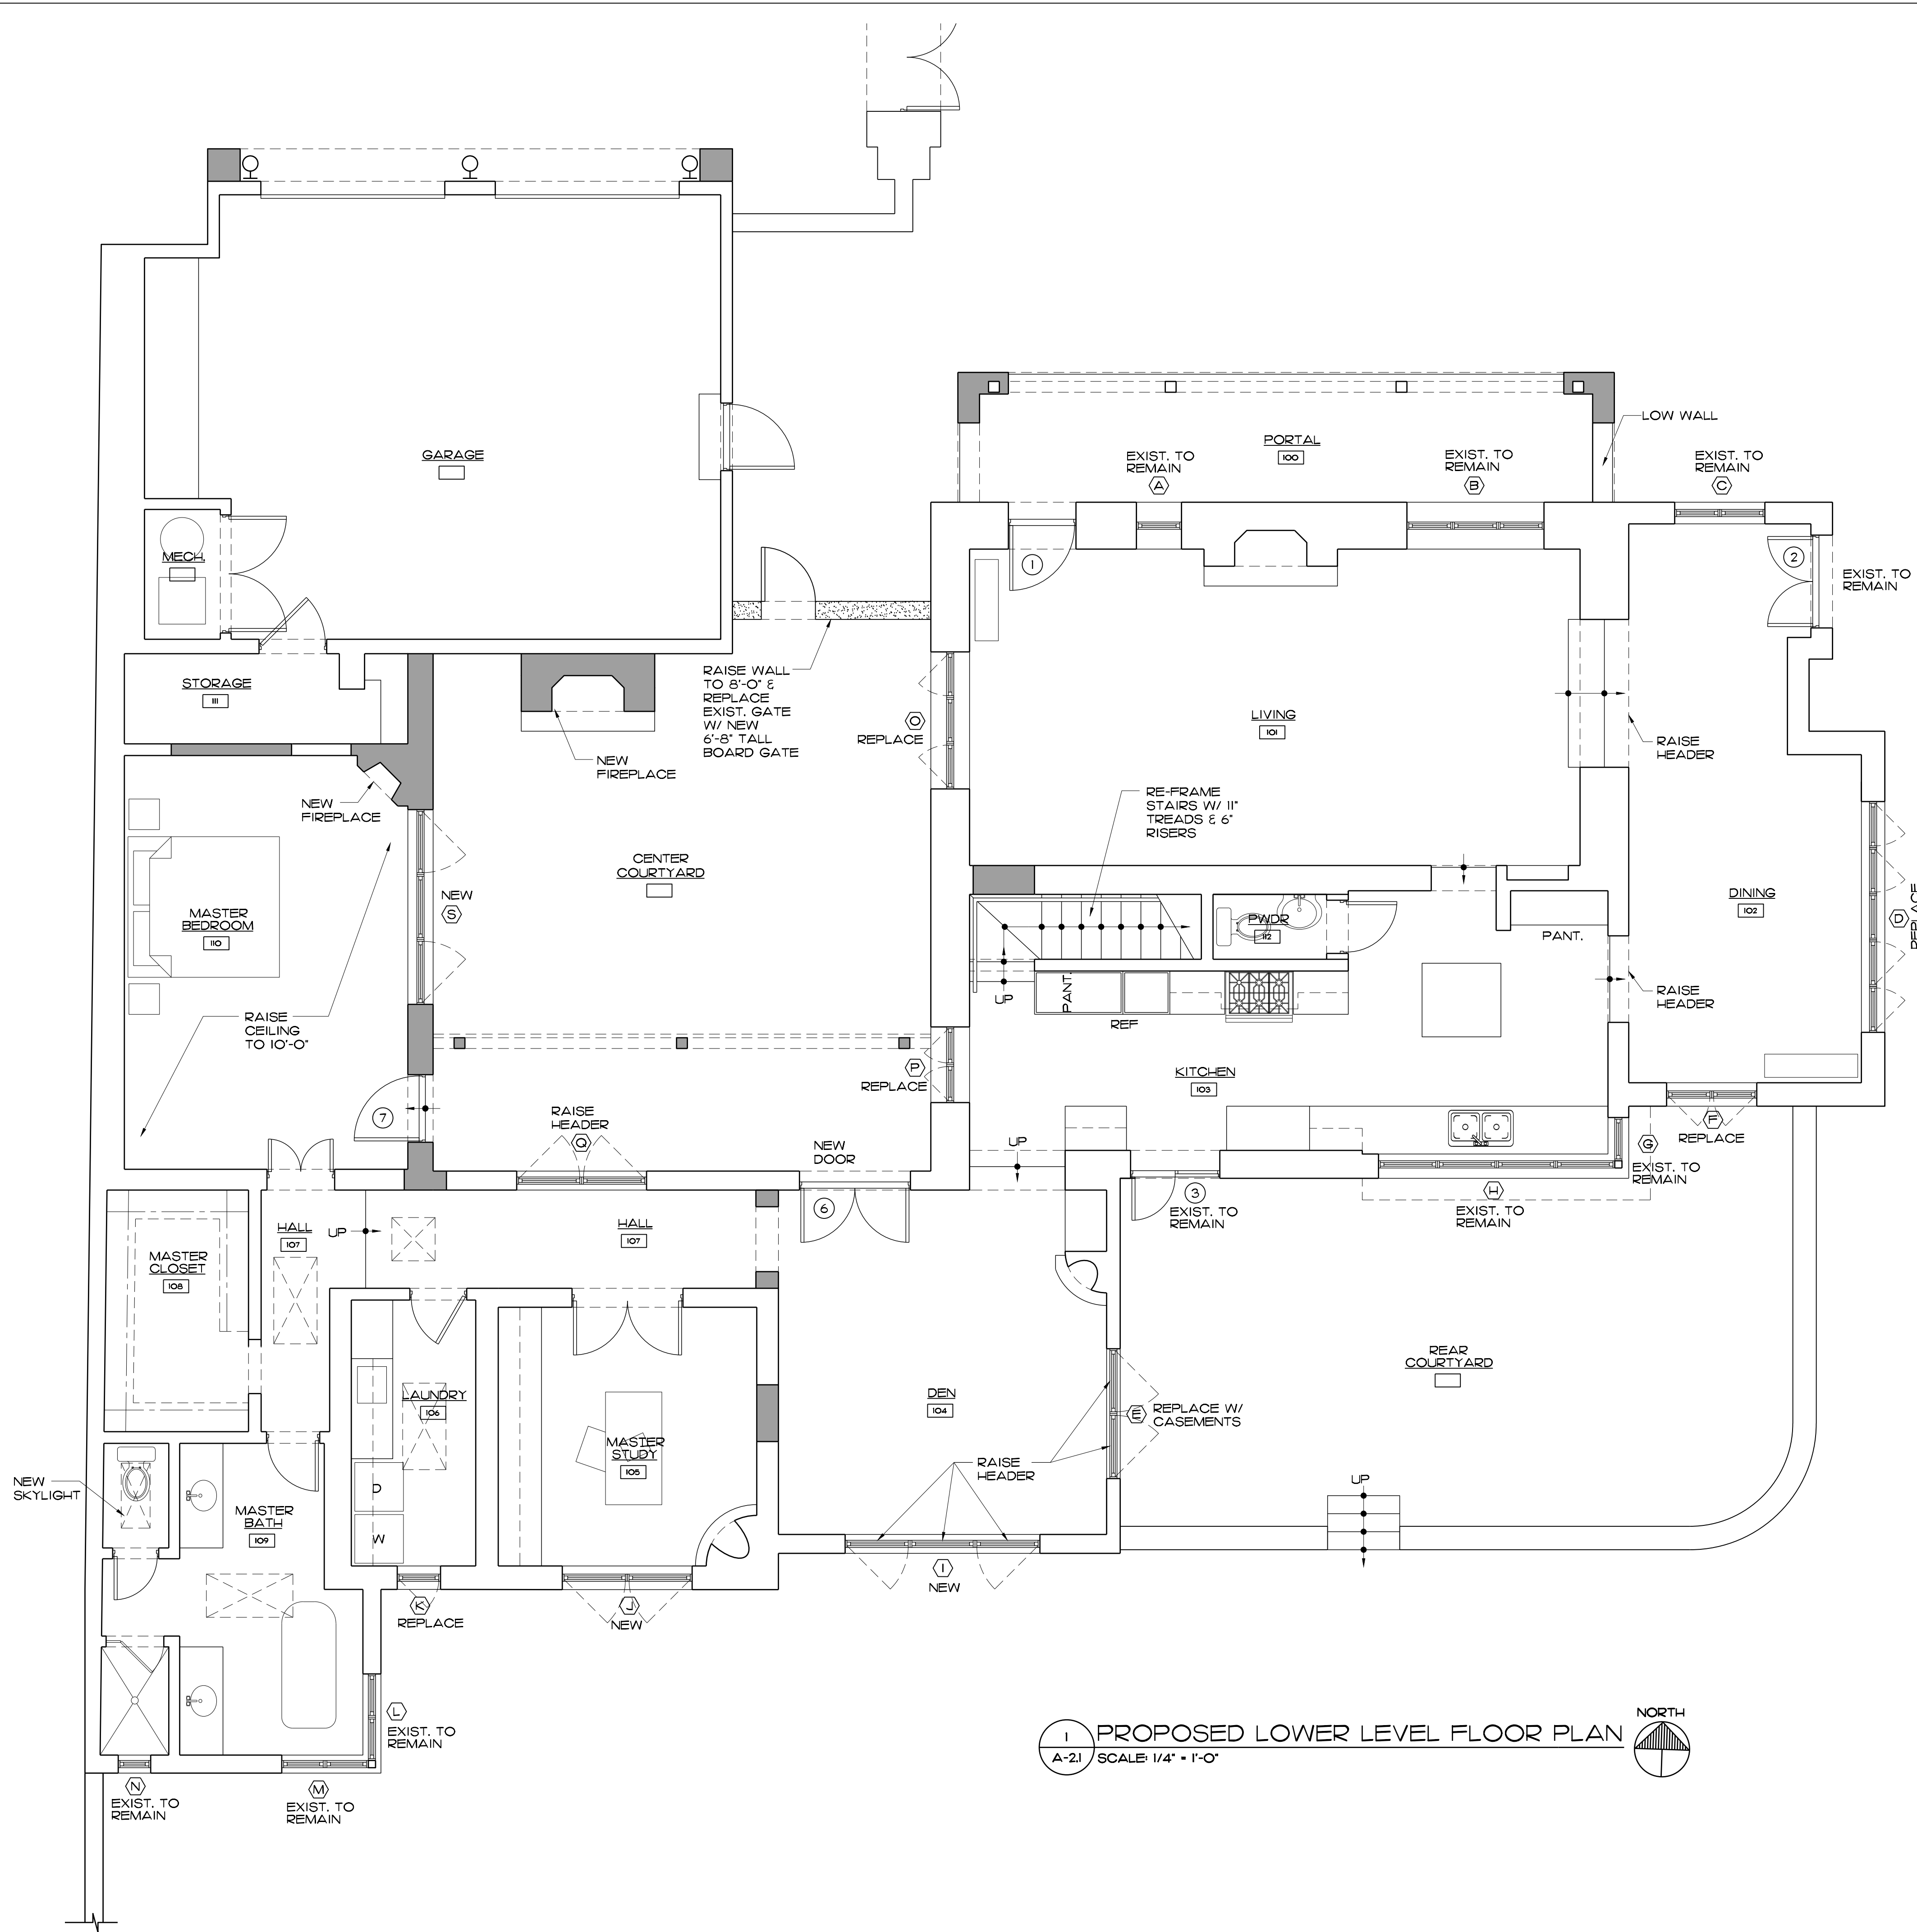 GARAGE
MECH.
STORAGE
111
LOW WALL
PORTAL
100
EXIST. TO
REMAIN
A
EXIST. TO
REMAIN
B
EXIST. TO
REMAIN
C
1
2
EXIST. TO
REMAIN
RAISE WALL
TO 8'-0" &
REPLACE
EXIST. GATE
W/ NEW
6'-8" TALL
BOARD GATE
NEW
FIREPLACE
NEW
FIREPLACE
O
REPLACE
LIVING
101
RAISE
HEADER
RE-FRAME
STAIRS W/ 11"
TREADS & 6"
RISERS
CENTER
COURTYARD
NEW
S
MASTER
BEDROOM
110
RAISE
CEILING
TO 10'-0"
DINING
102
D
REPLACE
PWDR
112
PANT.
PANT.
REF
UP
RAISE
HEADER
KITCHEN
103
P
REPLACE
7
RAISE
HEADER
Q
NEW
DOOR
6
UP
F
REPLACE
G
EXIST. TO
REMAIN
H
EXIST. TO
REMAIN
3
EXIST. TO
REMAIN
HALL
107
UP
HALL
107
MASTER
CLOSET
108
LAUNDRY
106
D
W
MASTER
STUDY
105
DEN
104
REAR
COURTYARD
E
REPLACE W/
CASEMENTS
RAISE
HEADER
UP
NEW
SKYLIGHT
MASTER
BATH
109
I
NEW
J
NEW
K
REPLACE
L
EXIST. TO
REMAIN
M
EXIST. TO
REMAIN
N
EXIST. TO
REMAIN
1
A-2.1
PROPOSED LOWER LEVEL FLOOR PLAN
SCALE: 1/4" = 1'-0"
NORTH